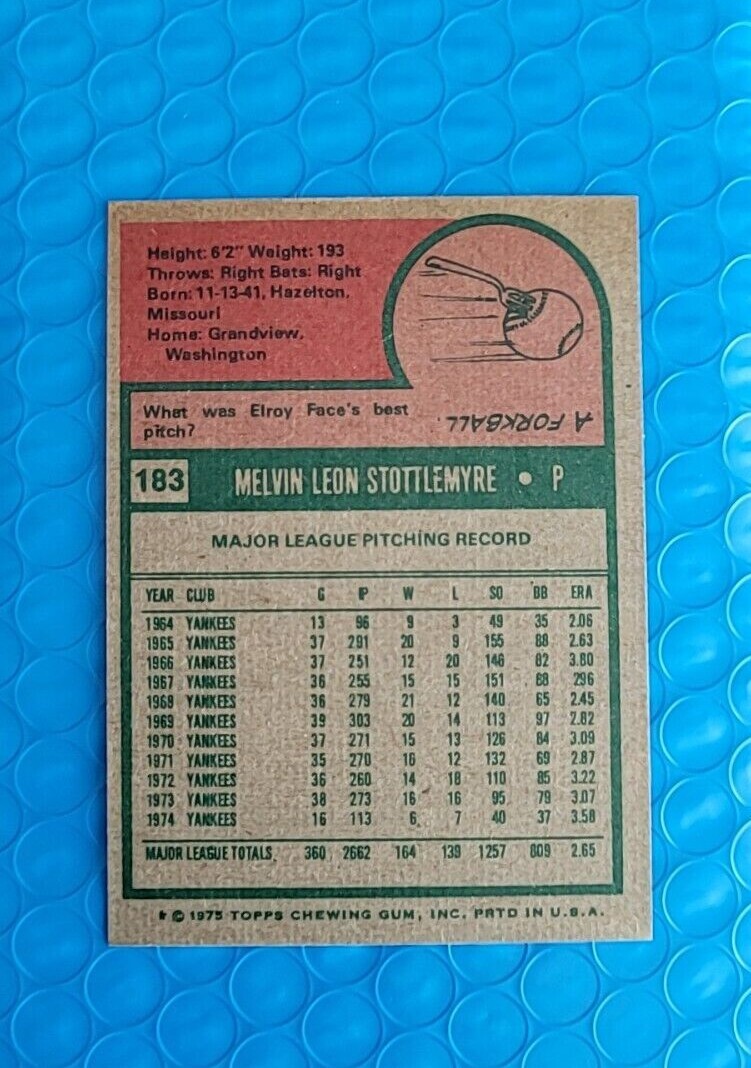 Height: 6'2" Weight: 193
Throws: Right Bats: Right
Born: 11-13-41, Hazelton,
Missouri
Home: Grandview,
Washington
What was Elroy Face's best
pitch?
A FORKBALL.
183 MELVIN LEON STOTTLEMYRE • P
MAJOR LEAGUE PITCHING RECORD
YEAR CLUB G IP W L SO BB ERA
1964 YANKEES 13 96 9 3 49 35 2.06
1965 YANKEES 37 291 20 9 155 88 2.63
1966 YANKEES 37 251 12 20 146 82 3.80
1967 YANKEES 36 255 15 15 151 88 296
1968 YANKEES 36 279 21 12 140 65 2.45
1969 YANKEES 39 303 20 14 113 97 2.82
1970 YANKEES 37 271 15 13 126 84 3.09
1971 YANKEES 35 270 16 12 132 69 2.87
1972 YANKEES 36 260 14 18 110 85 3.22
1973 YANKEES 38 273 16 16 95 79 3.07
1974 YANKEES 16 113 6 7 40 37 3.58
MAJOR LEAGUE TOTALS 360 2662 164 139 1257 809 2.65
* © 1975 TOPPS CHEWING GUM, INC. PRTD IN U.S.A.